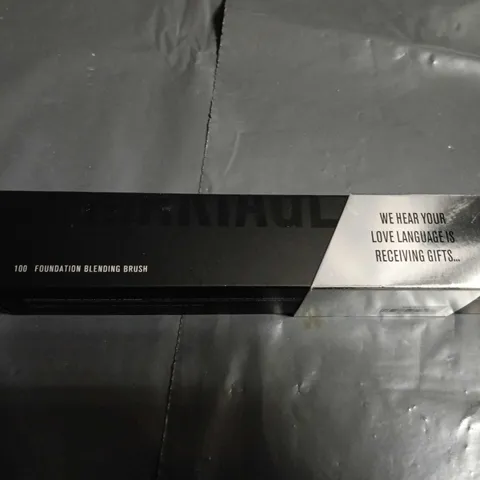 100 FOUNDATION BLENDING BRUSH
WE HEAR YOUR
LOVE LANGUAGE IS
RECEIVING GIFTS...